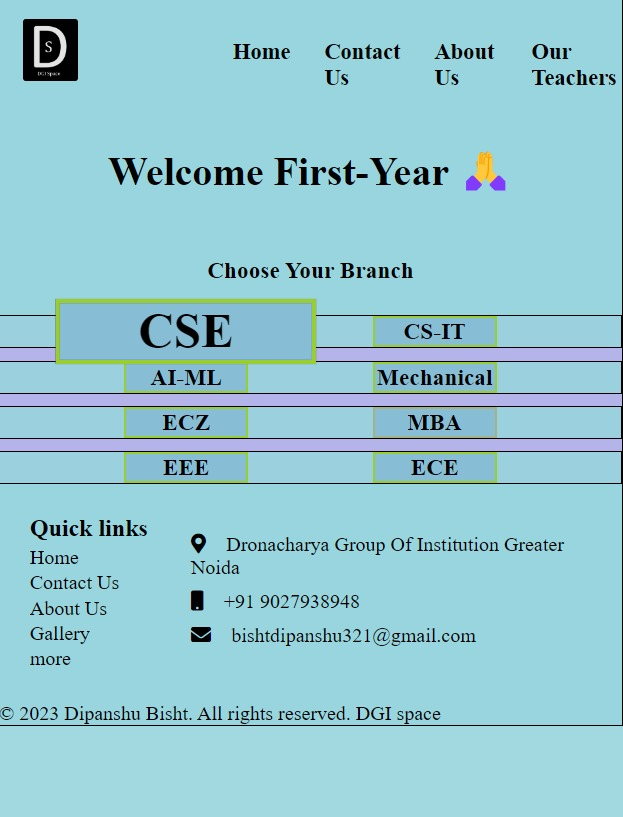 D
S
DGI Space
Home Contact Us About Us Our Teachers
Welcome First-Year 🙏
Choose Your Branch
CSE CS-IT
AI-ML Mechanical
ECZ MBA
EEE ECE
Quick links
Home
Contact Us
About Us
Gallery
more
Dronacharya Group Of Institution Greater
Noida
+91 9027938948
bishtdipanshu321@gmail.com
© 2023 Dipanshu Bisht. All rights reserved. DGI space